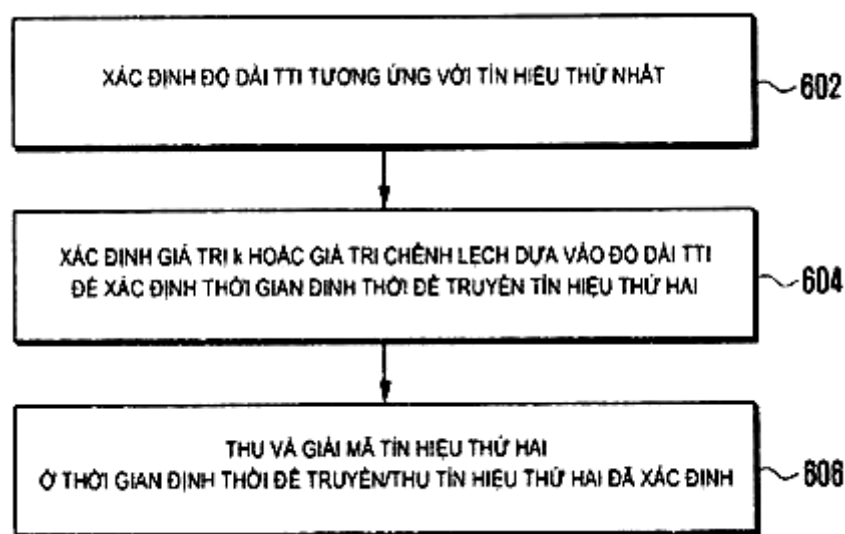 XÁC ĐỊNH ĐỘ DÀI TTI TƯƠNG ỨNG VỚI TÍN HIỆU THỨ NHẤT
602
XÁC ĐỊNH GIÁ TRỊ k HOẶC GIÁ TRỊ CHÊNH LỆCH DỰA VÀO ĐỘ DÀI TTI
ĐỂ XÁC ĐỊNH THỜI GIAN ĐỊNH THỜI ĐỂ TRUYỀN TÍN HIỆU THỨ HAI
604
THU VÀ GIẢI MÃ TÍN HIỆU THỨ HAI
Ở THỜI GIAN ĐỊNH THỜI ĐỂ TRUYỀN/THU TÍN HIỆU THỨ HAI ĐÃ XÁC ĐỊNH
606